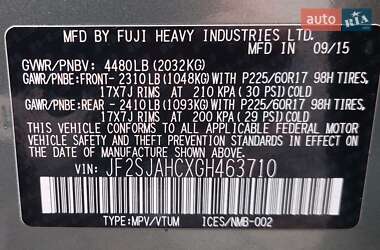 AUTO.RIA
MFD BY FUJI HEAVY INDUSTRIES LTD.
MFD IN 09/15
GVWR/PNBV: 4480LB (2032KG)
GAWR/PNBE:FRONT-2310LB (1048KG)WITH P225/60R17 98H TIRES,
17X7J RIMS AT 210 KPA (30 PSI)COLD
GAWR/PNBE:REAR -2410LB (1093KG)WITH P225/60R17 98H TIRES,
17X7J RIMS AT 200 KPA (29 PSI)COLD
THIS VEHICLE CONFORMS TO ALL APPLICABLE FEDERAL MOTOR
VEHICLE SAFETY, BUMPER, AND THEFT PREVENTION STANDARDS
IN EFFECT ON THE DATE OF MANUFACTURE SHOWN ABOVE.
VIN: JF2SJAHCXGH463710
TYPE:MPV/VTUM ICES/NMB-002